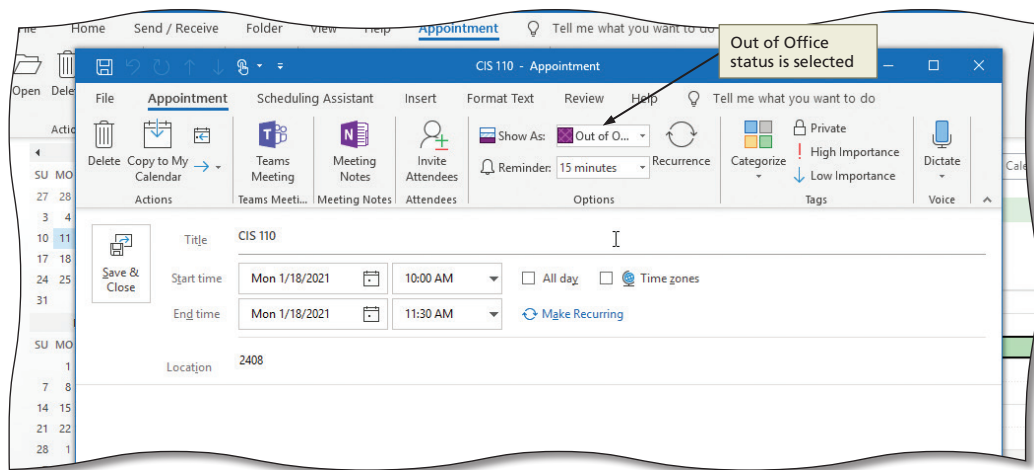 Home Send / Receive Folder View Help Appointment Tell me what you want to do
Out of Office
status is selected
CIS 110 - Appointment
Open Dele
File Appointment Scheduling Assistant Insert Format Text Review Help Tell me what you want to do
Actio
Delete Copy to My
Calendar
Teams
Meeting
Meeting
Notes
Invite
Attendees
Show As: Out of O...
Reminder: 15 minutes
Recurrence
Categorize
Private
High Importance
Low Importance
Dictate
Cale
Actions Teams Meeti... Meeting Notes Attendees Options Tags Voice
SU MO
27 28
3 4
10 11
17 18
24 25
31
SU MO
1
7 8
14 15
21 22
28 1
Save &
Close
Title CIS 110
Start time Mon 1/18/2021 10:00 AM All day Time zones
End time Mon 1/18/2021 11:30 AM Make Recurring
Location 2408